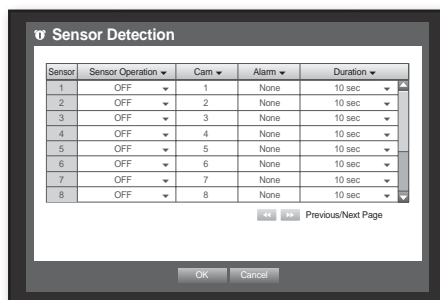 Sensor Detection
Sensor Sensor Operation Cam Alarm Duration
1 OFF 1 None 10 sec
2 OFF 2 None 10 sec
3 OFF 3 None 10 sec
4 OFF 4 None 10 sec
5 OFF 5 None 10 sec
6 OFF 6 None 10 sec
7 OFF 7 None 10 sec
8 OFF 8 None 10 sec
Previous/Next Page
OK Cancel